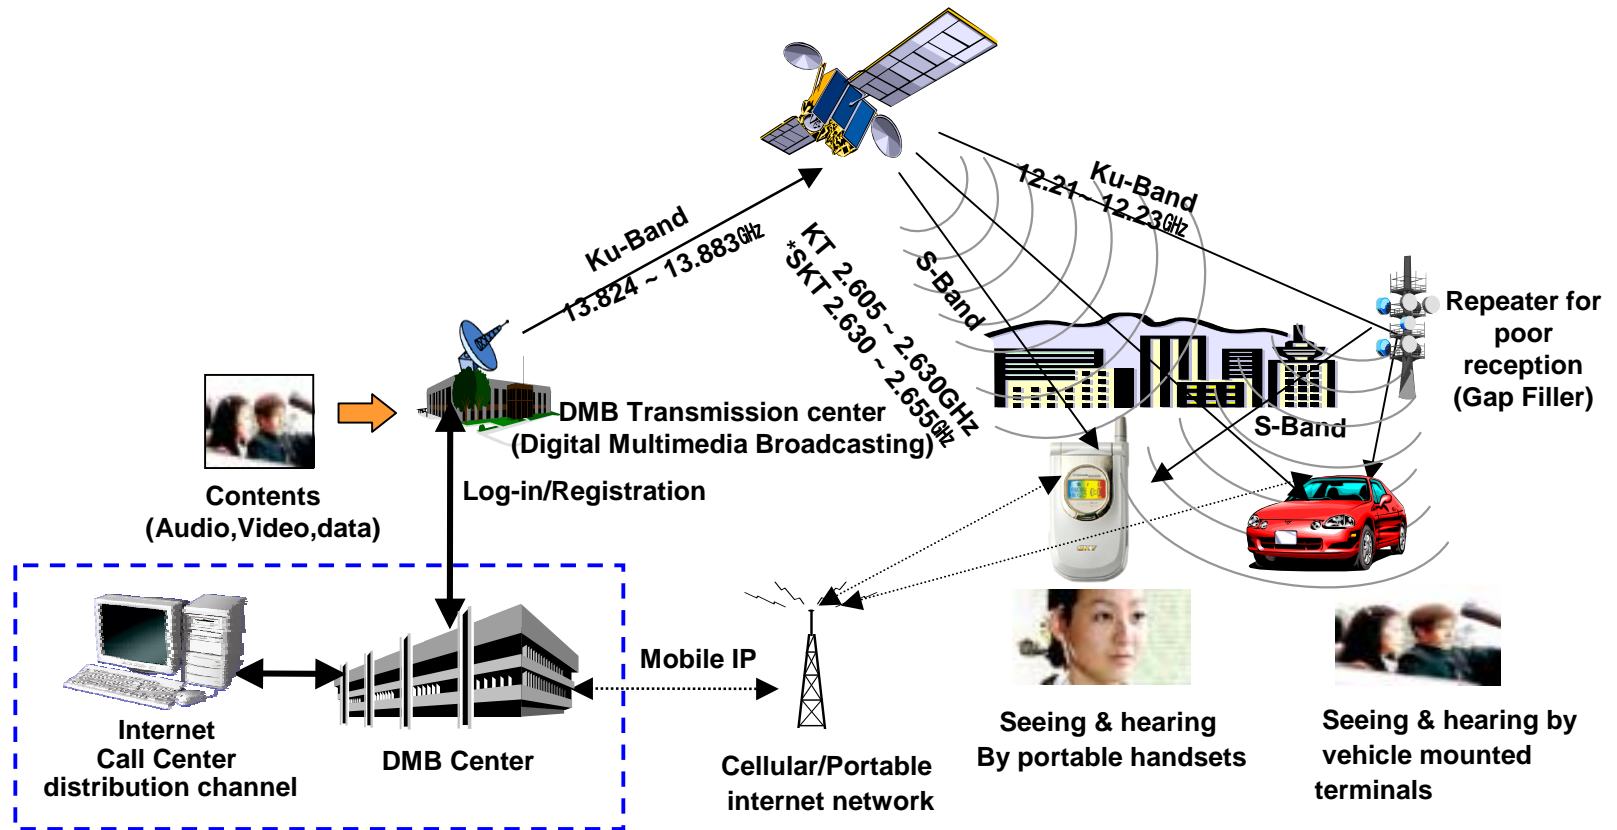 Ku-Band
13.824 ~ 13.883㎓
Ku-Band
12.21~ 12.23㎓
KT  2.605 ~ 2.630GHz
*SKT 2.630 ~ 2.655㎓
S-Band
Repeater for
poor
reception
(Gap Filler)
S-Band
DMB Transmission center
(Digital Multimedia Broadcasting)
Contents
(Audio,Video,data)
Log-in/Registration
Mobile IP
Internet
Call Center
distribution channel
DMB Center
Cellular/Portable
internet network
Seeing & hearing
By portable handsets
Seeing & hearing by
vehicle mounted
terminals